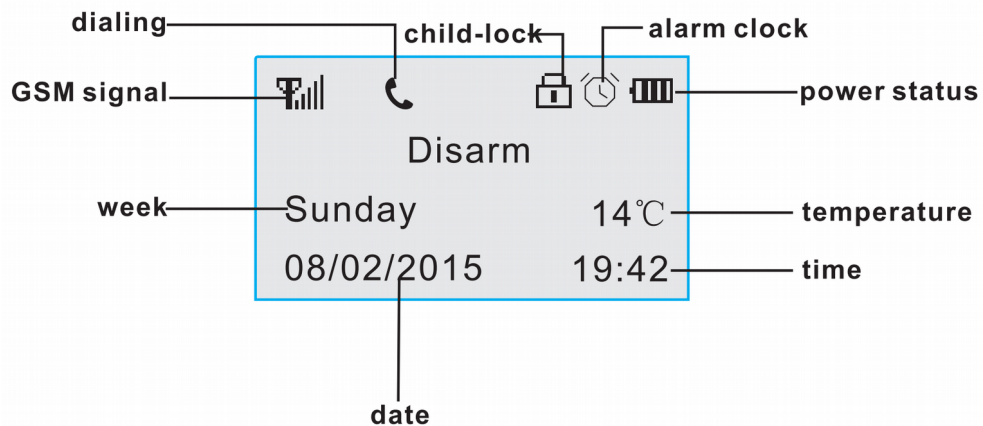 dialing
child-lock
alarm clock
GSM signal
power status
Disarm
week
Sunday
14℃
temperature
08/02/2015
19:42
time
date